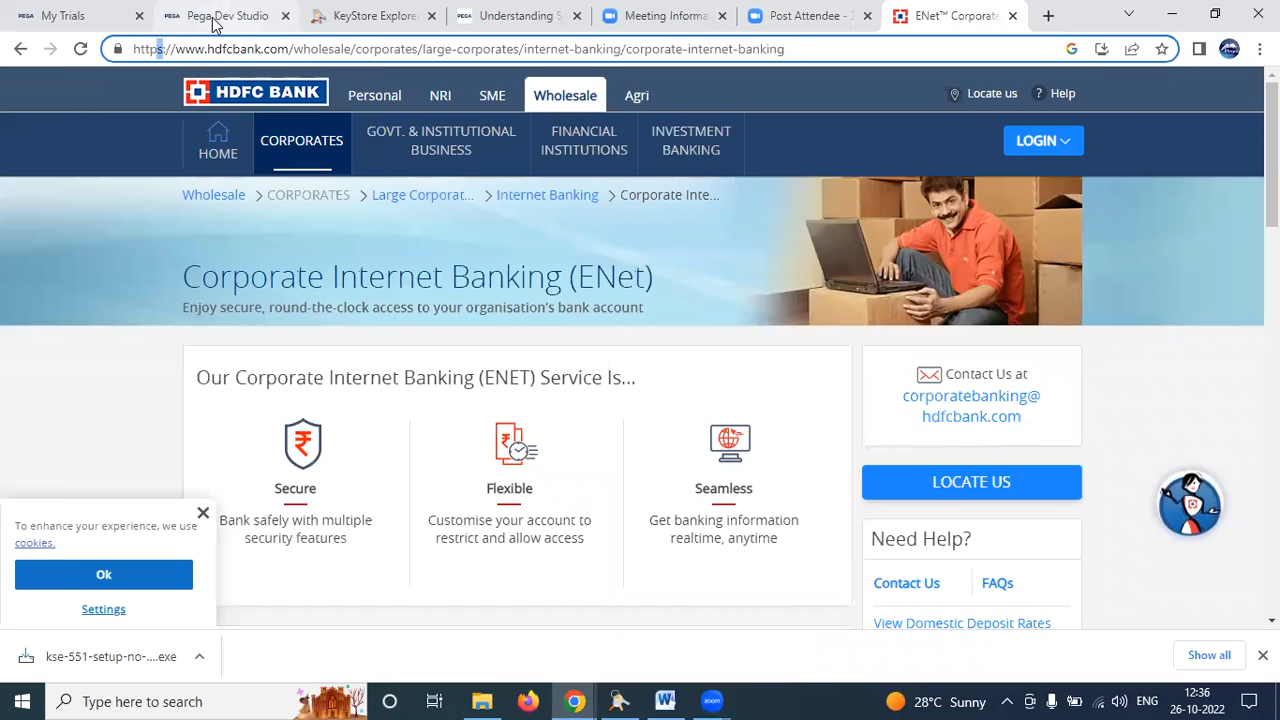 My Trials
Pega Dev Studio
KeyStore Explore
Understanding S
Meeting Informa
Post Attendee - Z
ENet™ Corporate
https://www.hdfcbank.com/wholesale/corporates/large-corporates/internet-banking/corporate-internet-banking
HDFC BANK
Personal
NRI
SME
Wholesale
Agri
Locate us
? Help
HOME
CORPORATES
GOVT. & INSTITUTIONAL
BUSINESS
FINANCIAL
INSTITUTIONS
INVESTMENT
BANKING
LOGIN
Wholesale
CORPORATES
Large Corporat...
Internet Banking
Corporate Inte...
Corporate Internet Banking (ENet)
Enjoy secure, round-the-clock access to your organisation's bank account
Our Corporate Internet Banking (ENET) Service Is...
Secure
Bank safely with multiple
security features
Flexible
Customise your account to
restrict and allow access
Seamless
Get banking information
realtime, anytime
Contact Us at
corporatebanking@
hdfcbank.com
LOCATE US
Need Help?
Contact Us
FAQs
View Domestic Deposit Rates
To enhance your experience, we use
cookies.
Ok
Settings
kse-551-setup-no-....exe
Show all
Type here to search
zoom
28°C Sunny
ENG
12:36
26-10-2022